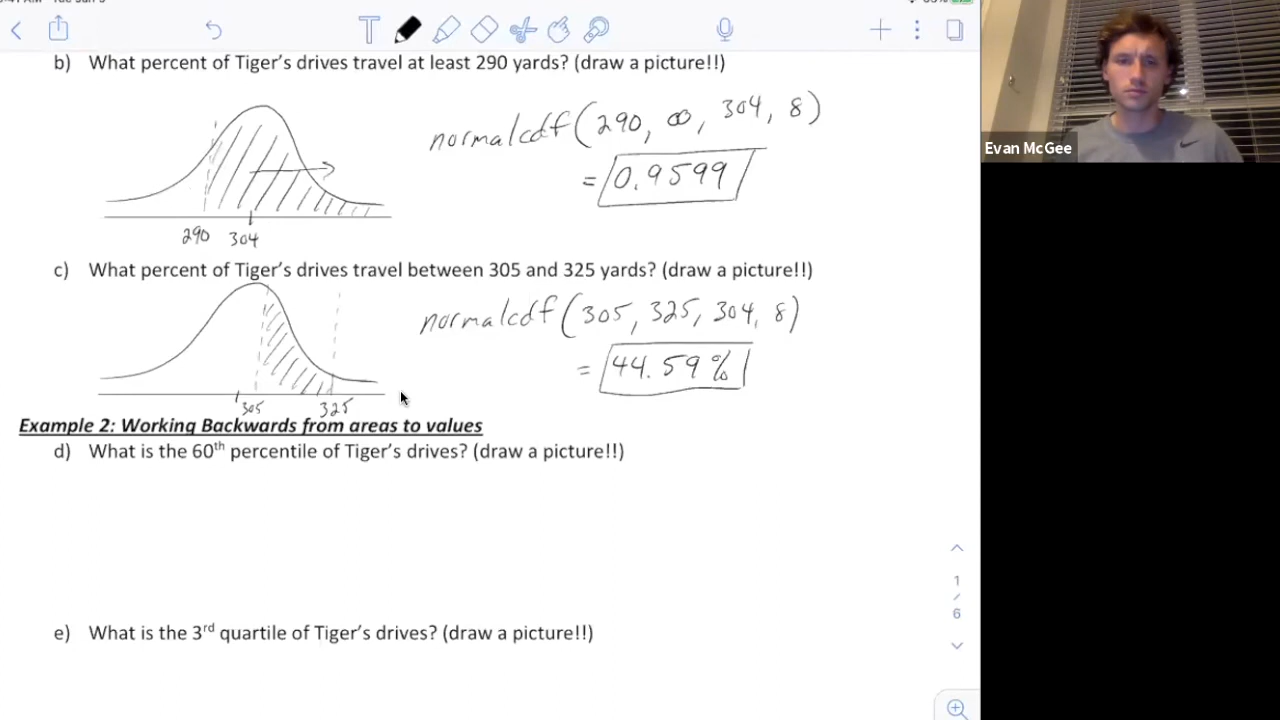 b) What percent of Tiger's drives travel at least 290 yards? (draw a picture!!)
normalcdf(290, ∞, 304, 8)
= 0.9599
290 304
Evan McGee
c) What percent of Tiger's drives travel between 305 and 325 yards? (draw a picture!!)
normalcdf(305, 325, 304, 8)
= 44.59%
305 325
Example 2: Working Backwards from areas to values
d) What is the 60th percentile of Tiger's drives? (draw a picture!!)
1
/
6
e) What is the 3rd quartile of Tiger's drives? (draw a picture!!)